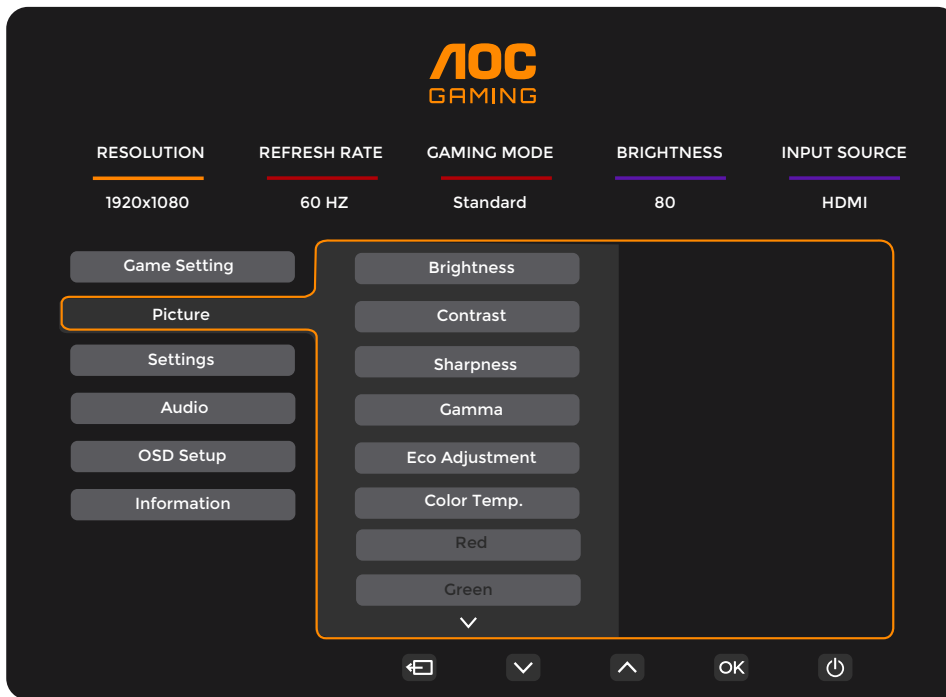 AOC
GAMING
RESOLUTION REFRESH RATE GAMING MODE BRIGHTNESS INPUT SOURCE
1920x1080 60 HZ Standard 80 HDMI
Game Setting
Picture
Settings
Audio
OSD Setup
Information
Brightness
Contrast
Sharpness
Gamma
Eco Adjustment
Color Temp.
Red
Green
OK